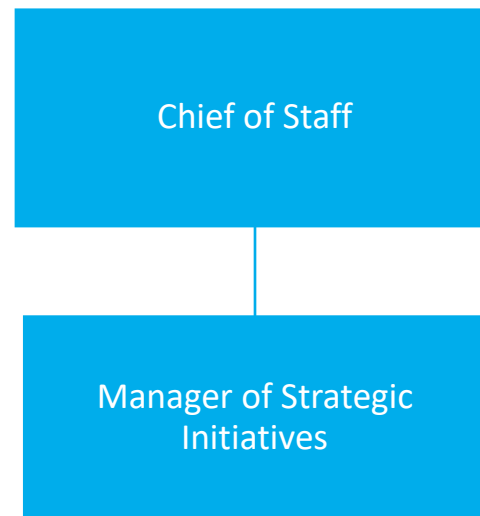 Chief of Staff
Manager of Strategic
Initiatives